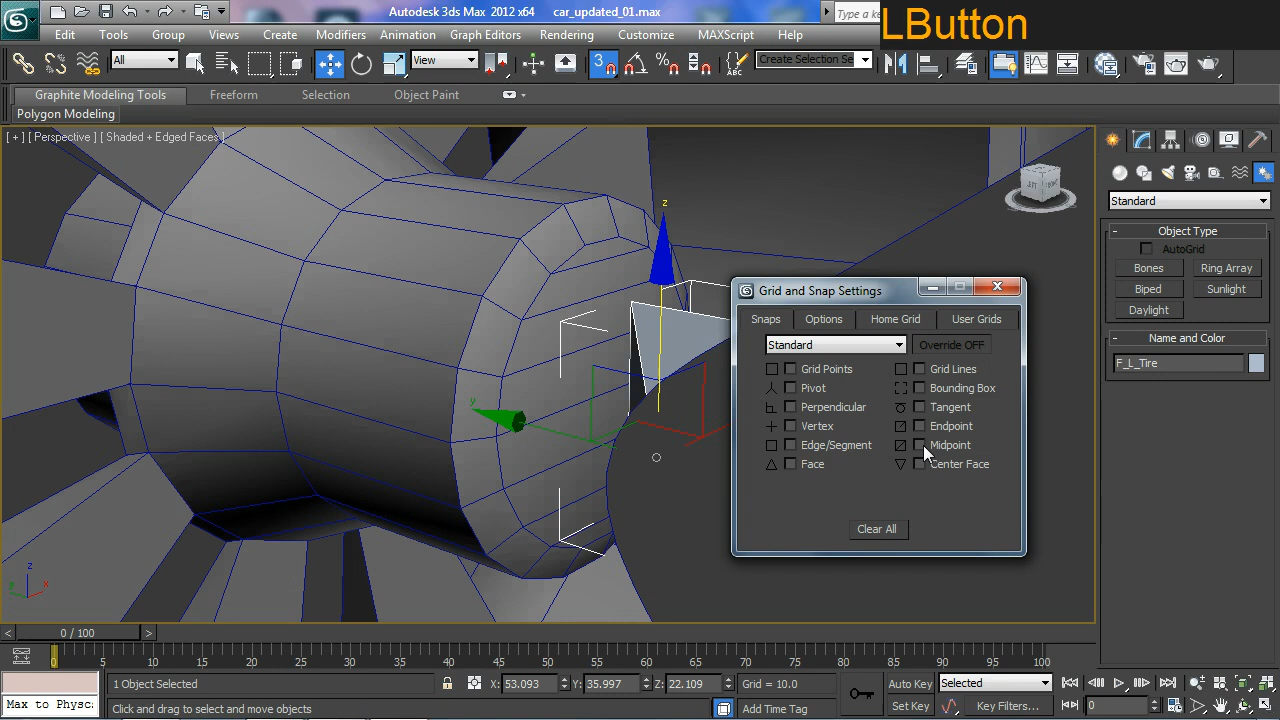 Autodesk 3ds Max 2012 x64 car_updated_01.max
Type a ke
LButton
Edit Tools Group Views Create Modifiers Animation Graph Editors Rendering Customize MAXScript Help
All
View
3
%
ABC
Create Selection Se
Graphite Modeling Tools Freeform Selection Object Paint
Polygon Modeling
[ + ] [ Perspective ] [ Shaded + Edged Faces ]
z
y
Standard
- Object Type
AutoGrid
Bones Ring Array
Biped Sunlight
Daylight
- Name and Color
F_L_Tire
Grid and Snap Settings
Snaps Options Home Grid User Grids
Standard Override OFF
Grid Points Grid Lines
Pivot Bounding Box
Perpendicular Tangent
Vertex Endpoint
Edge/Segment Midpoint
Face Center Face
Clear All
z
x
y
< 0 / 100 >
0 5 10 15 20 25 30 35 40 45 50 55 60 65 70 75 80 85 90 95 100
1 Object Selected X: 53.093 Y: 35.997 Z: 22.109 Grid = 10.0 Auto Key Selected
Max to Physc
Click and drag to select and move objects Add Time Tag Set Key Key Filters... 0